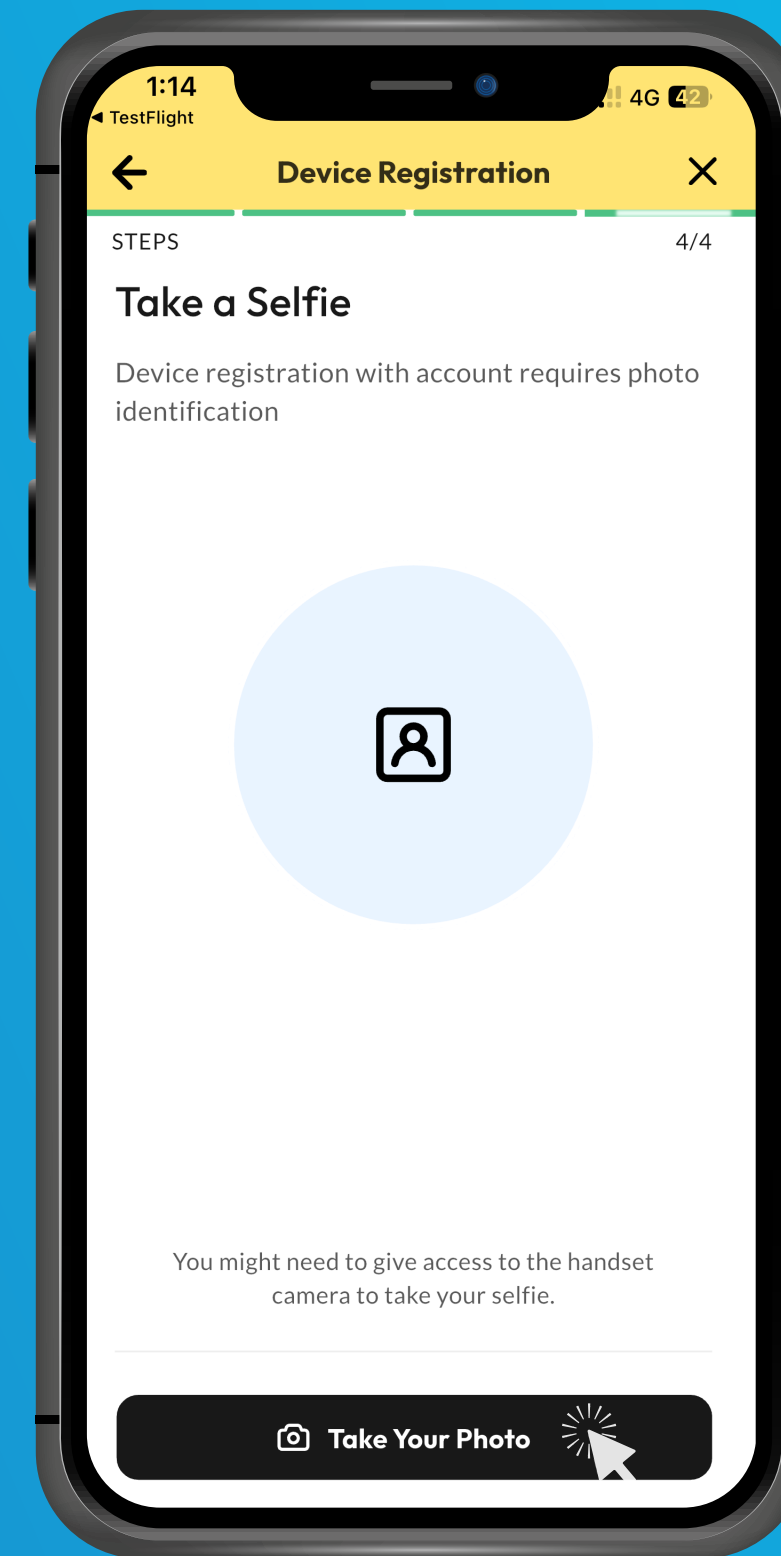 1:14
4G 42
◀ TestFlight
Device Registration
STEPS 4/4
Take a Selfie
Device registration with account requires photo
identification
You might need to give access to the handset
camera to take your selfie.
Take Your Photo